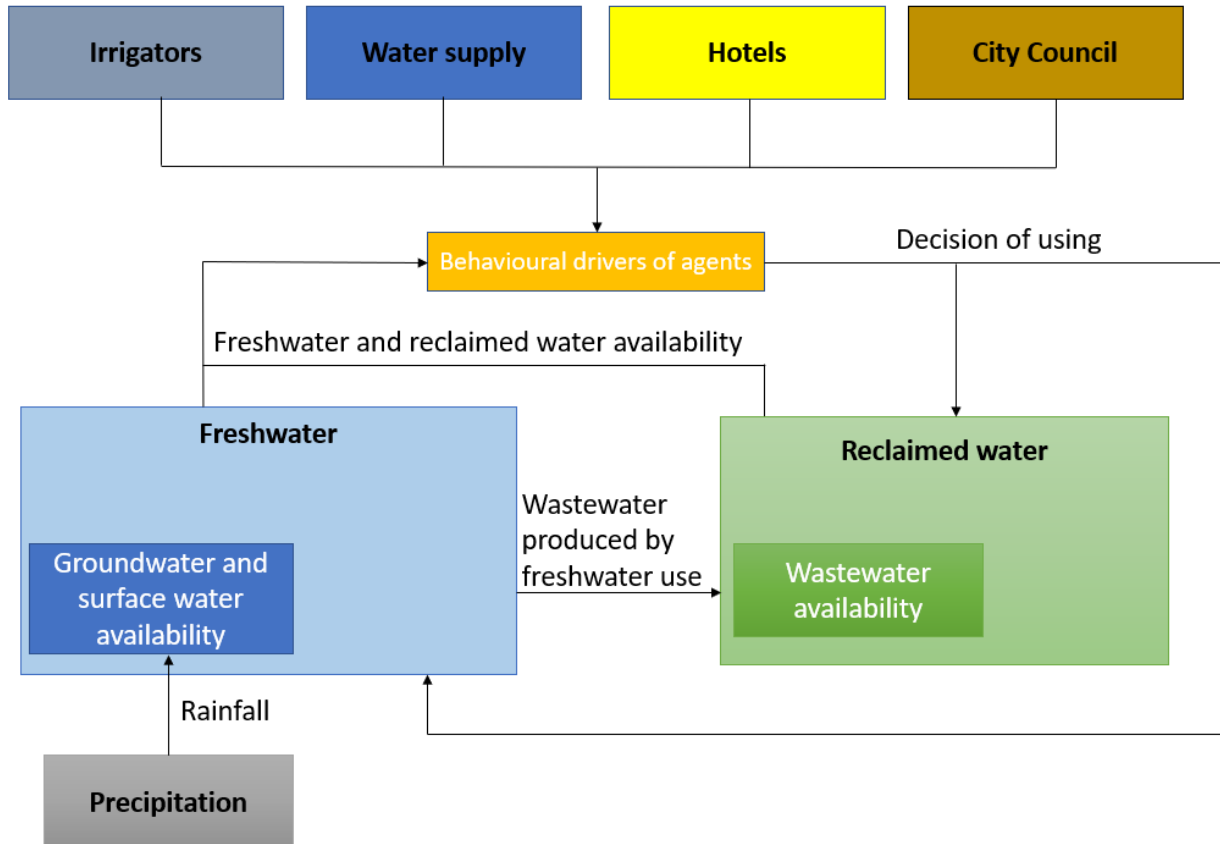 Irrigators
Water supply
Hotels
City Council
Decision of using
Behavioural drivers of agents
Freshwater and reclaimed water availability
Freshwater
Reclaimed water
Wastewater
produced by
freshwater use
Groundwater and
surface water
availability
Wastewater
availability
Rainfall
Precipitation